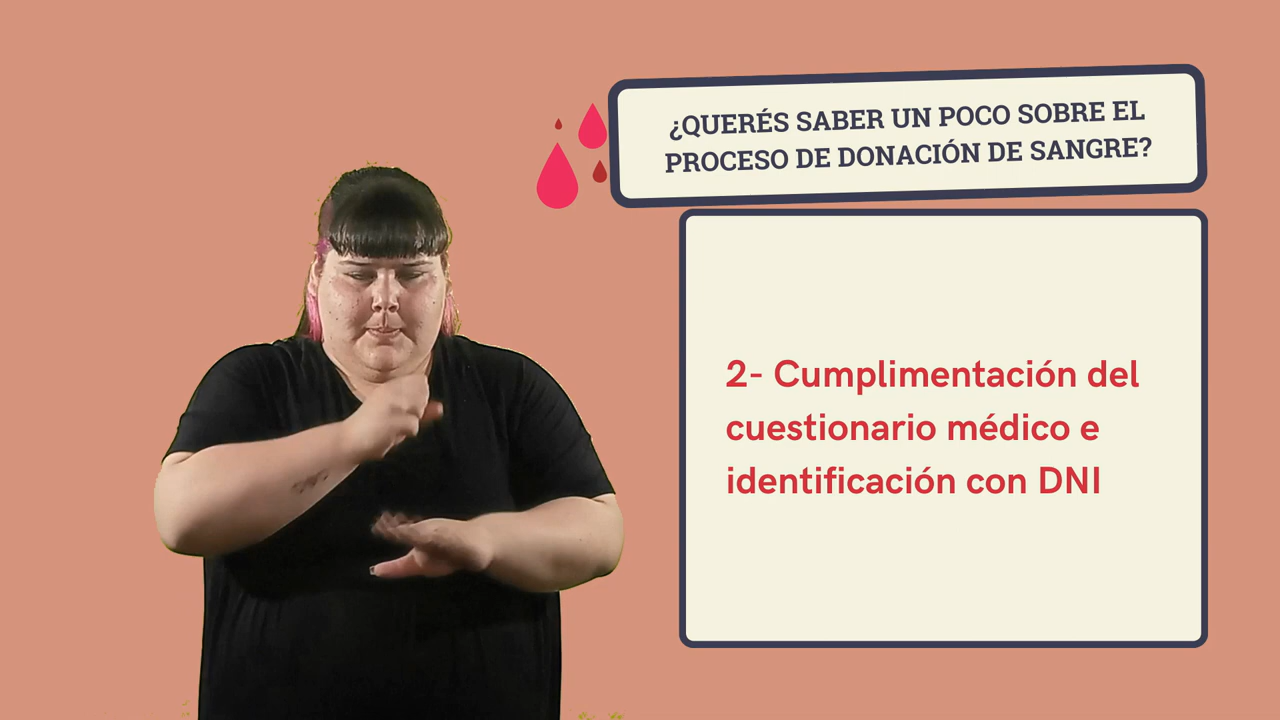 ¿QUERÉS SABER UN POCO SOBRE EL
PROCESO DE DONACIÓN DE SANGRE?
2- Cumplimentación del
cuestionario médico e
identificación con DNI